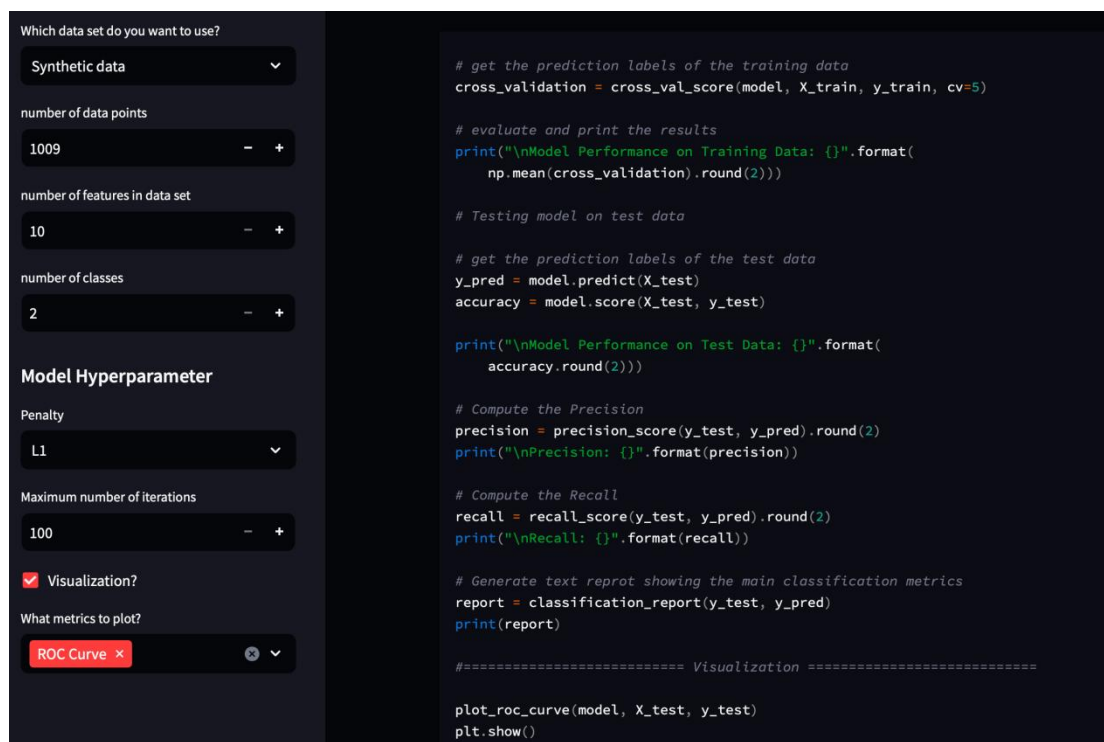 Which data set do you want to use?
Synthetic data
number of data points
1009
- +
number of features in data set
10
- +
number of classes
2
- +
Model Hyperparameter
Penalty
L1
Maximum number of iterations
100
- +
Visualization?
What metrics to plot?
ROC Curve ×
# get the prediction labels of the training data
cross_validation = cross_val_score(model, X_train, y_train, cv=5)
# evaluate and print the results
print("\nModel Performance on Training Data: {}".format(
    np.mean(cross_validation).round(2)))
# Testing model on test data
# get the prediction labels of the test data
y_pred = model.predict(X_test)
accuracy = model.score(X_test, y_test)
print("\nModel Performance on Test Data: {}".format(
    accuracy.round(2)))
# Compute the Precision
precision = precision_score(y_test, y_pred).round(2)
print("\nPrecision: {}".format(precision))
# Compute the Recall
recall = recall_score(y_test, y_pred).round(2)
print("\nRecall: {}".format(recall))
# Generate text reprot showing the main classification metrics
report = classification_report(y_test, y_pred)
print(report)
#=========================== Visualization ============================
plot_roc_curve(model, X_test, y_test)
plt.show()